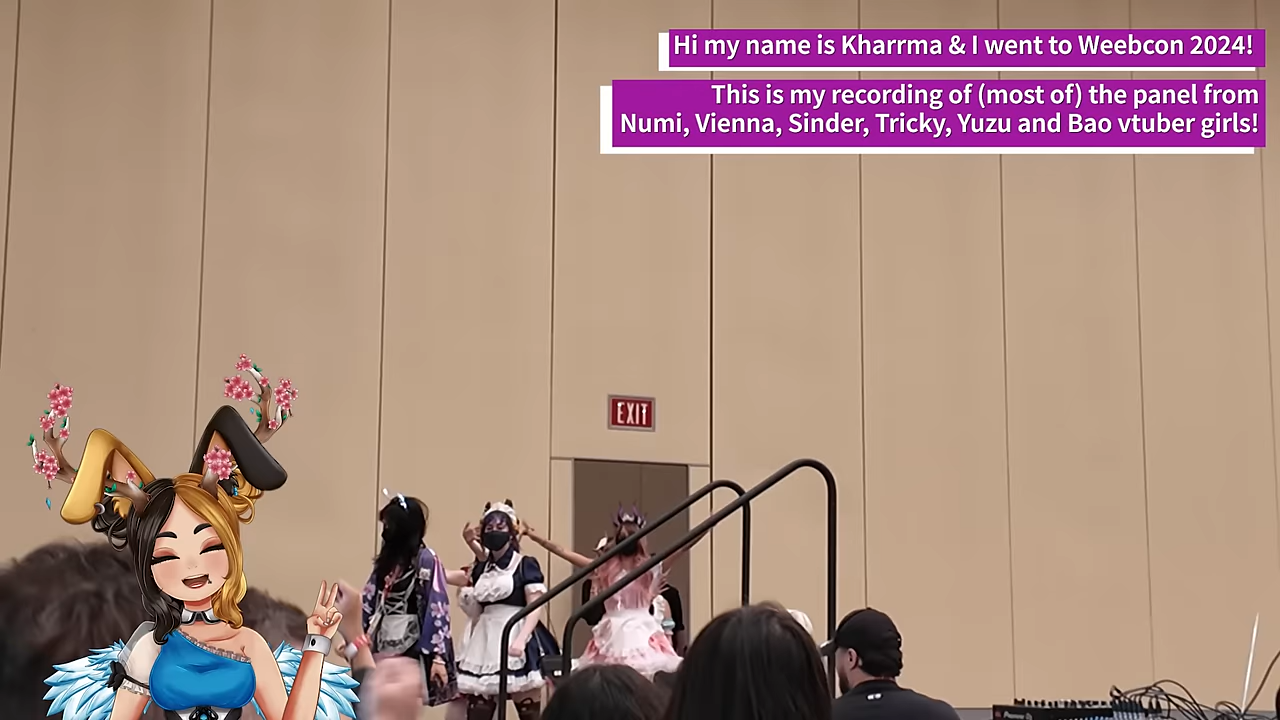 Hi my name is Kharrma & I went to Weebcon 2024!
This is my recording of (most of) the panel from
Numi, Vienna, Sinder, Tricky, Yuzu and Bao vtuber girls!
EXIT